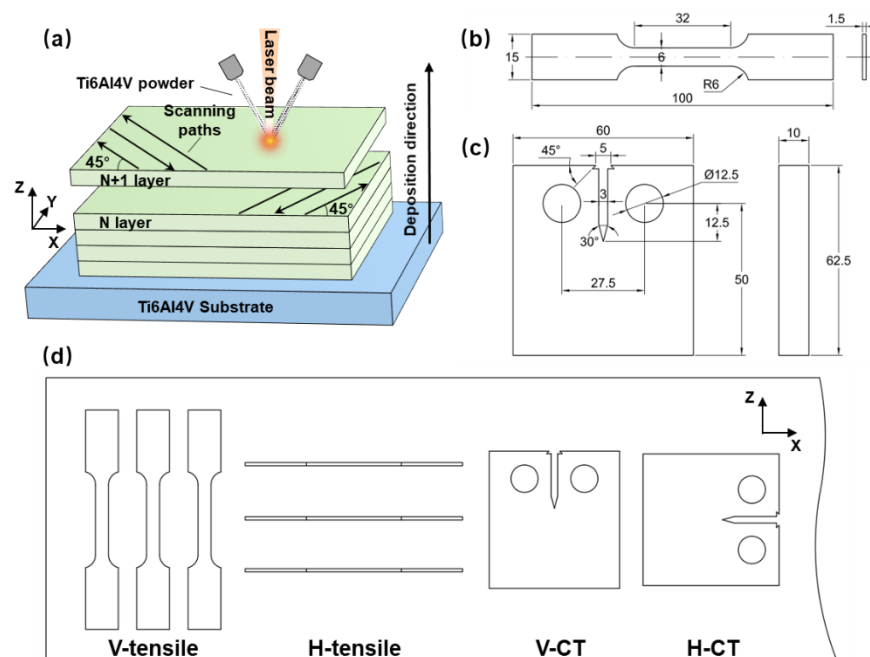 (a)
Laser beam
Ti6Al4V powder
Scanning paths
45°
N+1 layer
Z
Y
X
N layer
45°
Deposition direction
Ti6Al4V Substrate
(b)
32
1.5
15
6
R6
100
(c)
60
10
45°
5
Ø12.5
3
12.5
30°
27.5
50
62.5
(d)
Z
X
V-tensile
H-tensile
V-CT
H-CT